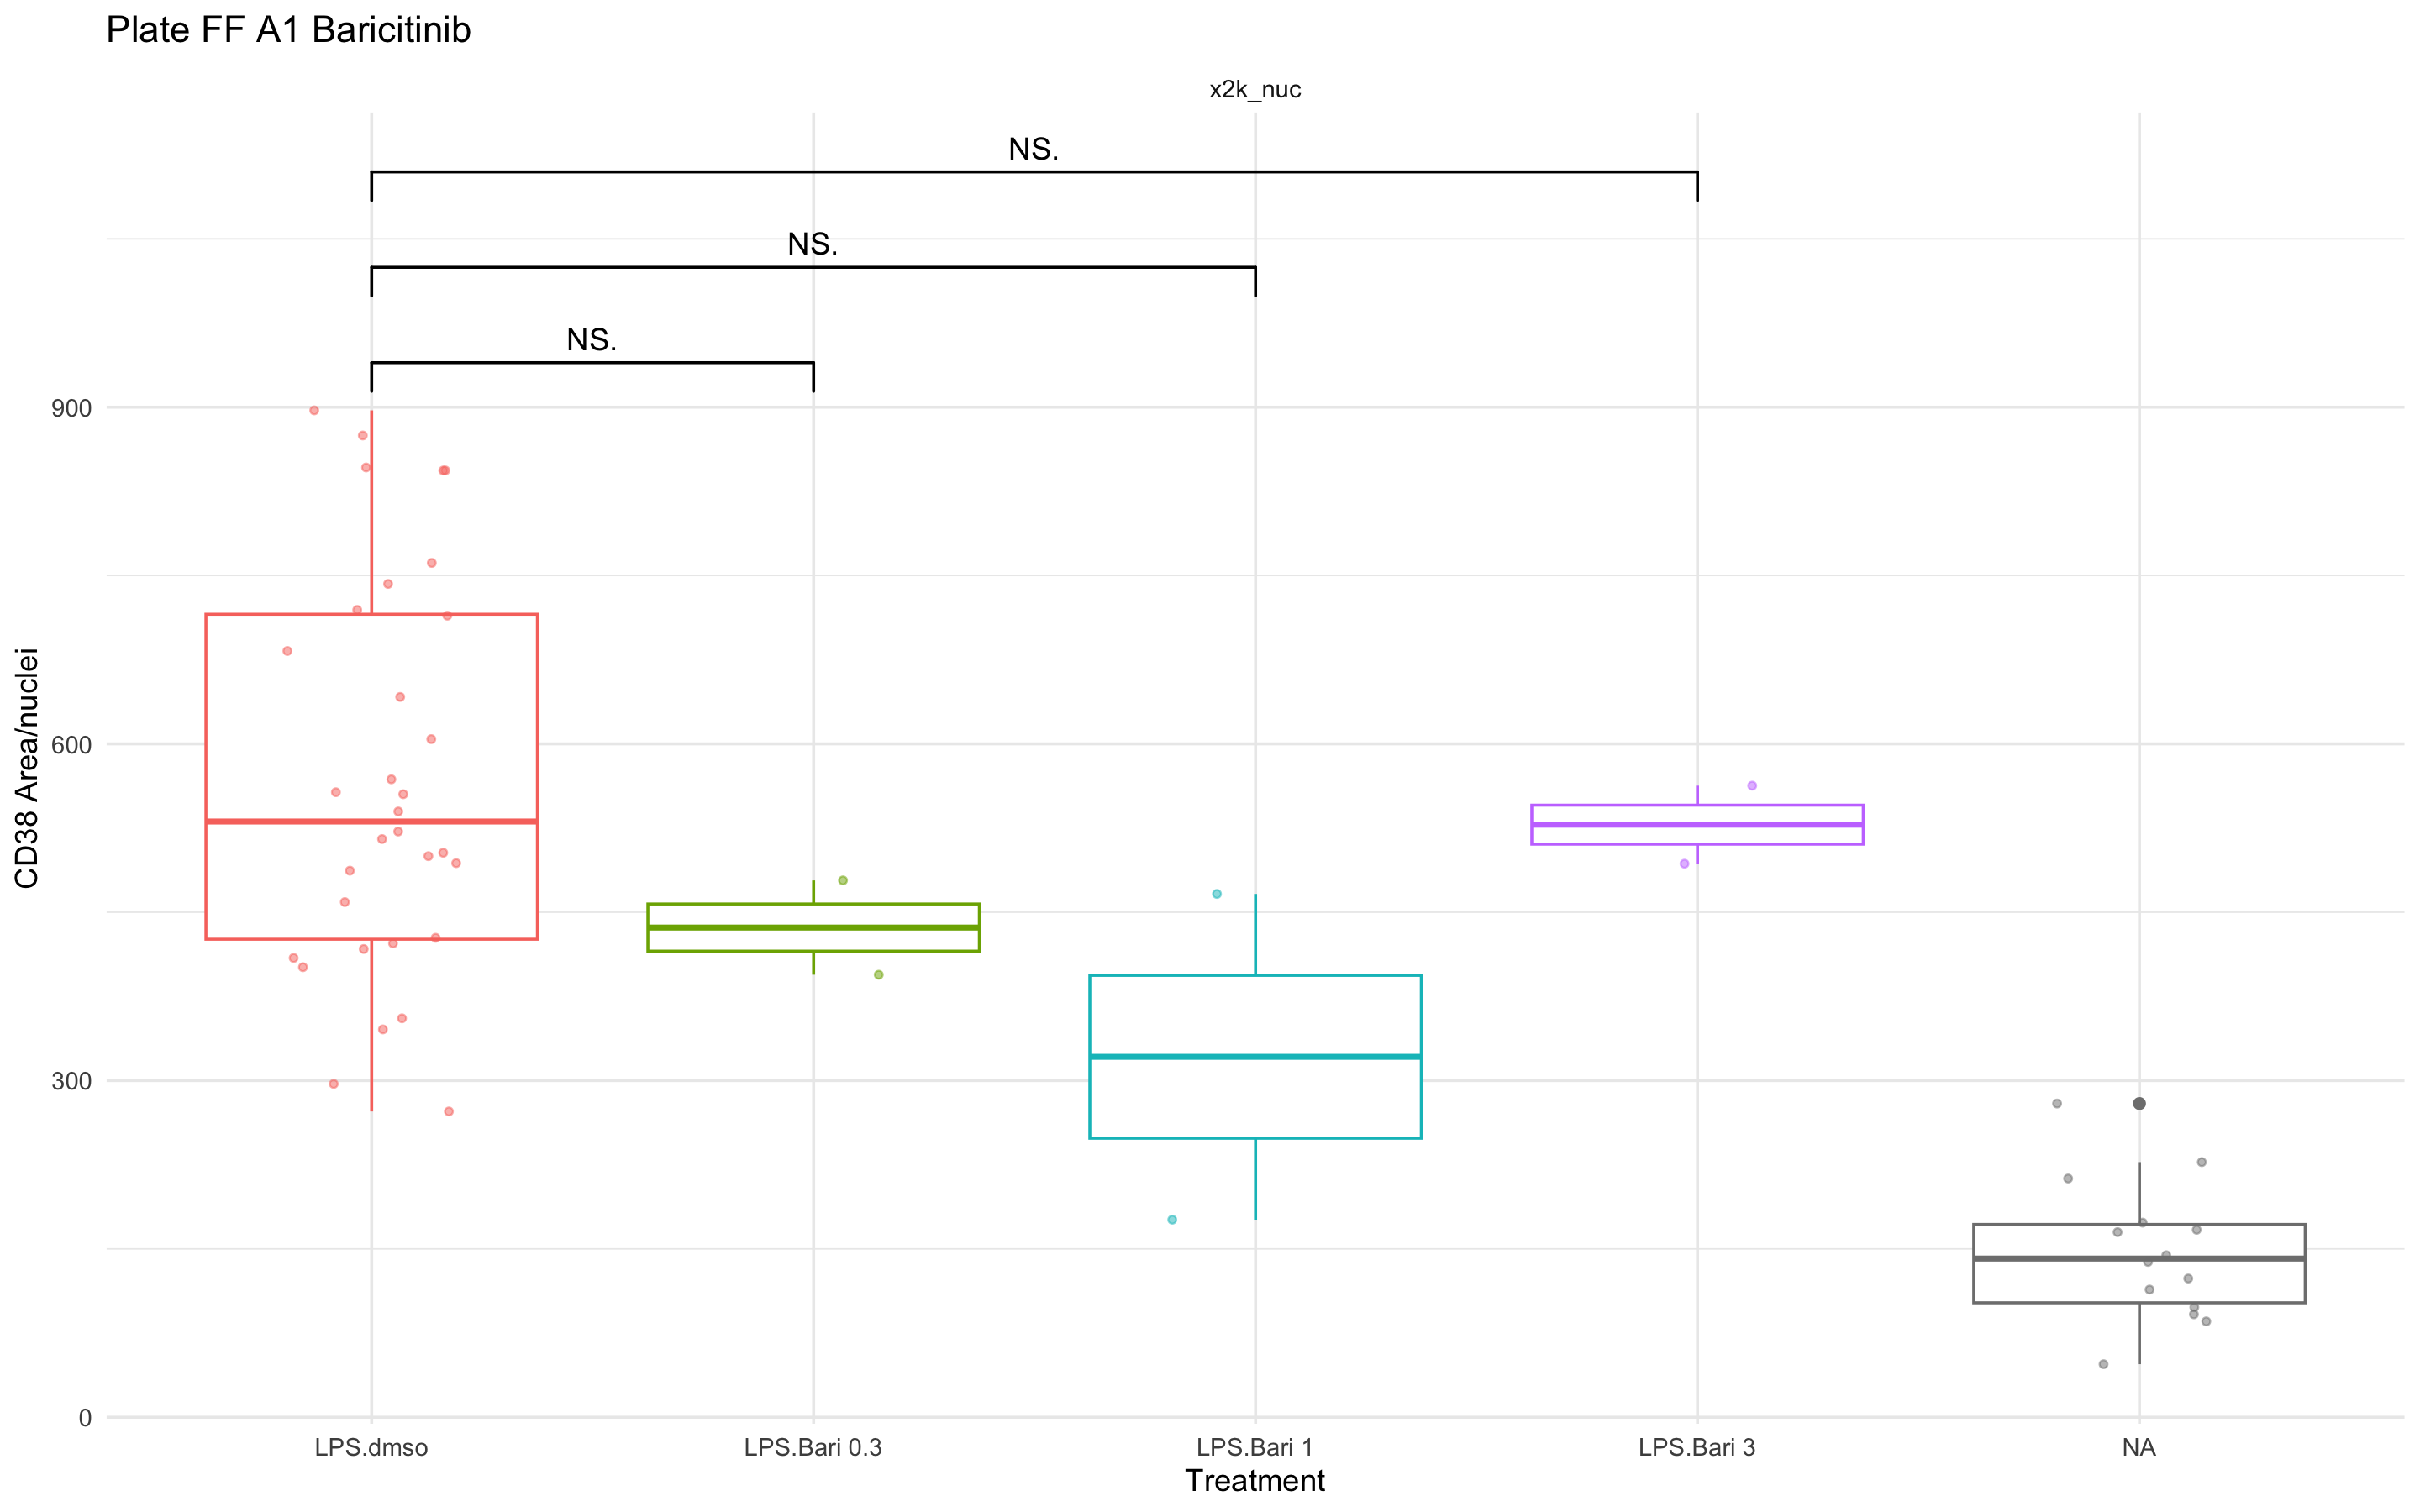 Plate FF A1 Baricitinib
x2k_nuc
NS.
NS.
NS.
900
600
300
0
CD38 Area/nuclei
LPS.dmso LPS.Bari 0.3 LPS.Bari 1 LPS.Bari 3 NA
Treatment